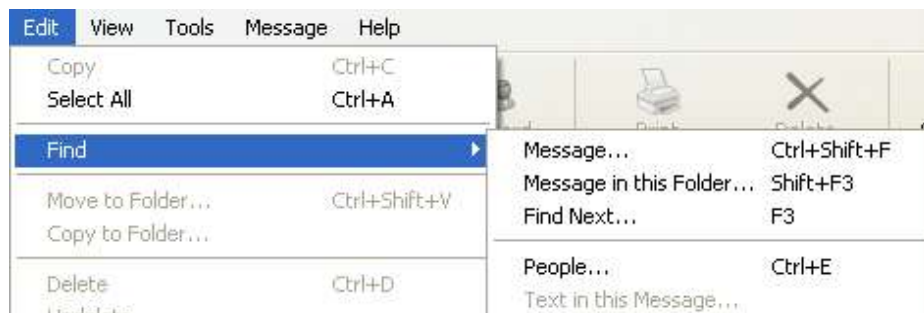 Edit View Tools Message Help
Copy Ctrl+C
Select All Ctrl+A
Print
Delete
Find
Message... Ctrl+Shift+F
Message in this Folder... Shift+F3
Find Next... F3
Move to Folder... Ctrl+Shift+V
Copy to Folder...
People... Ctrl+E
Delete Ctrl+D
Text in this Message...